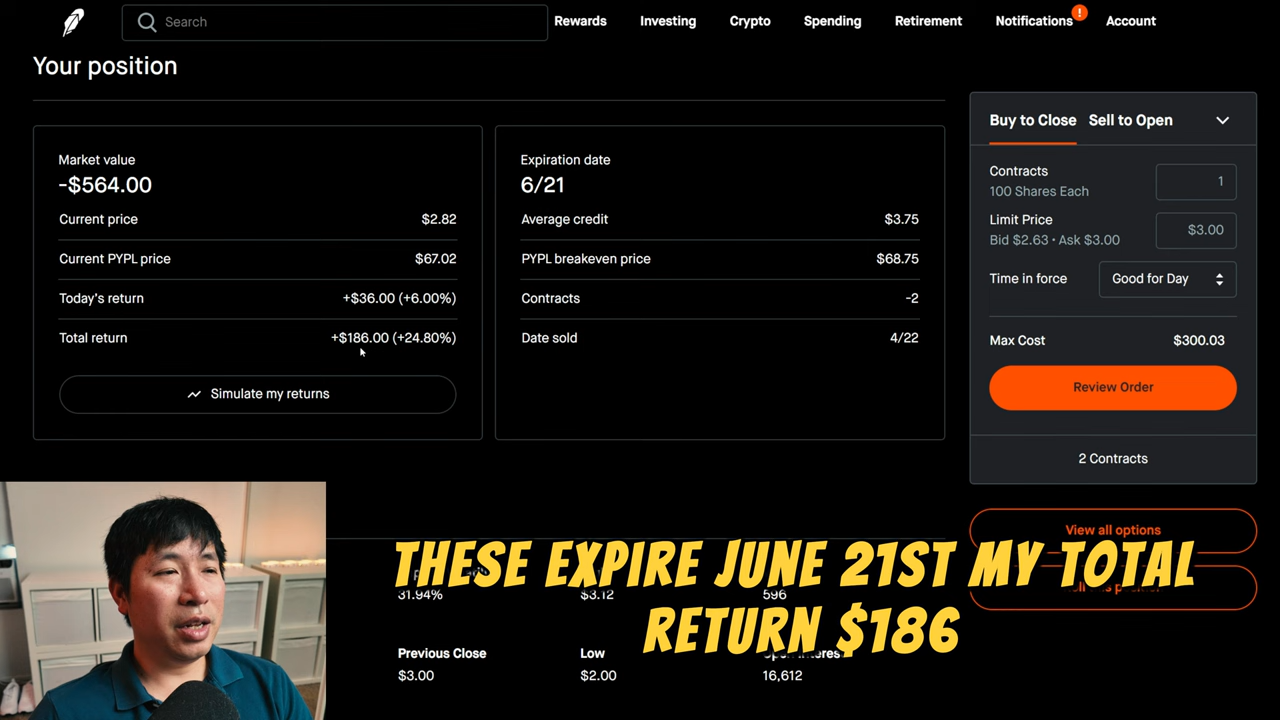 Search
Rewards
Investing
Crypto
Spending
Retirement
Notifications
!
Account
Your position
Market value
-$564.00
Current price
$2.82
Current PYPL price
$67.02
Today's return
+$36.00 (+6.00%)
Total return
+$186.00 (+24.80%)
Simulate my returns
Expiration date
6/21
Average credit
$3.75
PYPL breakeven price
$68.75
Contracts
-2
Date sold
4/22
Buy to Close
Sell to Open
Contracts
100 Shares Each
1
Limit Price
Bid $2.63 • Ask $3.00
$3.00
Time in force
Good for Day
Max Cost
$300.03
Review Order
2 Contracts
View all options
THESE EXPIRE JUNE 21ST MY TOTAL
RETURN $186
31.94%
$3.12
596
Previous Close
$3.00
Low
$2.00
16,612